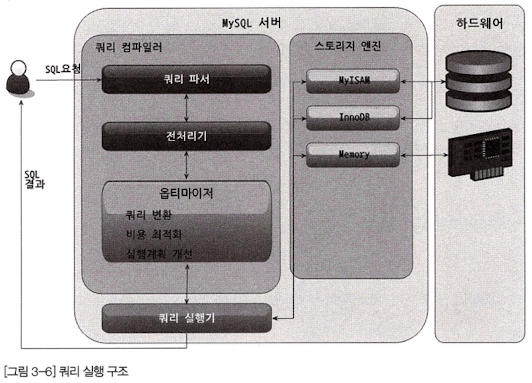 MySQL 서버
하드웨어
쿼리 컴파일러
스토리지 엔진
SQL요청
쿼리 파서
MyISAM
전처리기
InnoDB
Memory
SQL
결과
옵티마이저
쿼리 변환
비용 최적화
실행계획 개선
쿼리 실행기
[그림 3-6] 쿼리 실행 구조